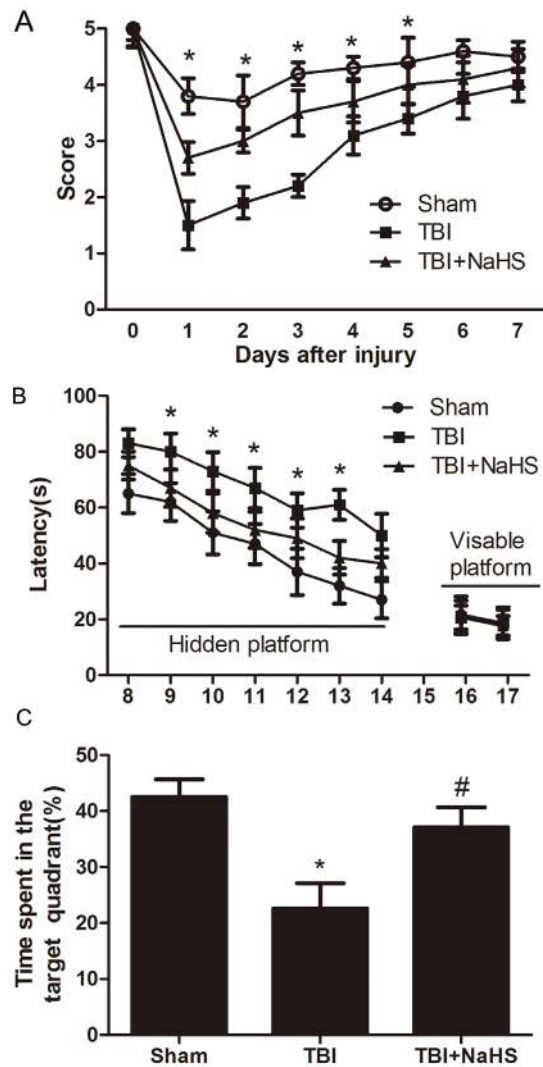 A
5
4
3
2
1
0
Score
* * * * *
Sham
TBI
TBI+NaHS
0 1 2 3 4 5 6 7
Days after injury
B
100
80
60
40
20
0
Latency(s)
* * * * *
Sham
TBI
TBI+NaHS
Visable
platform
Hidden platform
8 9 10 11 12 13 14 15 16 17
C
50
40
30
20
10
0
Time spent in the
target quadrant(%)
*
#
Sham TBI TBI+NaHS